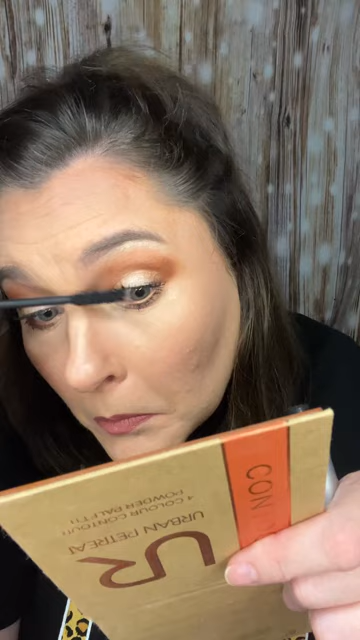 UR
URBAN RETREAT
4 COLOUR CONTOUR
POWDER PALETTE
CON